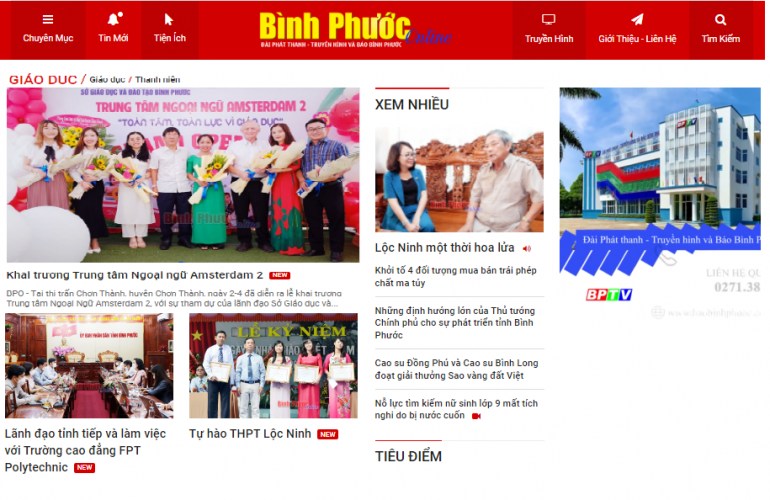 Chuyên Mục
Tin Mới
Tiện Ích
Bình Phước
Online
ĐÀI PHÁT THANH - TRUYỀN HÌNH VÀ BÁO BÌNH PHƯỚC
Truyền Hình
Giới Thiệu - Liên Hệ
Tìm Kiếm
GIÁO DỤC / Giáo dục / Thanh niên
SỞ GIÁO DỤC VÀ ĐÀO TẠO BÌNH PHƯỚC
TRUNG TÂM NGOẠI NGỮ AMSTERDAM 2
"TOÀN TÂM, TOÀN LỰC VÌ GIÁO DỤC"
Bình Phước
Khai trương Trung tâm Ngoại ngữ Amsterdam 2 NEW
BPO - Tại thị trấn Chơn Thành, huyện Chơn Thành, ngày 2-4 đã diễn ra lễ khai trương
Trung tâm Ngoại Ngữ Amsterdam 2, với sự tham dự của lãnh đạo Sở Giáo dục và...
ỦY BAN NHÂN DÂN TỈNH BÌNH PHƯỚC
Lãnh đạo tỉnh tiếp và làm việc
với Trường cao đẳng FPT
Polytechnic NEW
LỄ KỶ NIỆM
Tự hào THPT Lộc Ninh NEW
XEM NHIỀU
Lộc Ninh một thời hoa lửa
Khởi tố 4 đối tượng mua bán trái phép
chất ma túy
Những định hướng lớn của Thủ tướng
Chính phủ cho sự phát triển tỉnh Bình
Phước
Cao su Đồng Phú và Cao su Bình Long
đoạt giải thưởng Sao vàng đất Việt
Nỗ lực tìm kiếm nữ sinh lớp 9 mất tích
nghi do bị nước cuốn
TIÊU ĐIỂM
BPTV
Đài Phát thanh - Truyền hình và Báo Bình P
LIÊN HỆ QU
0271.38
BPTV